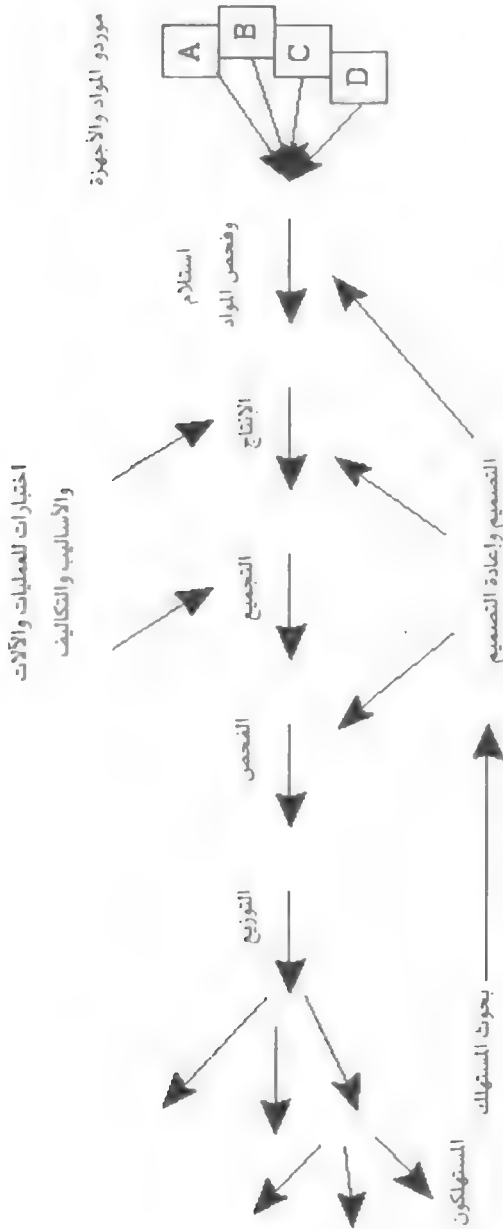 موردو المواد والأجهزة
A
B
C
D
استلام
وفحص المواد
الإنتاج
التجميع
الفحص
التوزيع
المستهلكون
بحوث المستهلك
التصميم وإعادة التصميم
اختبارات للعمليات والآلات
والأساليب والتكاليف